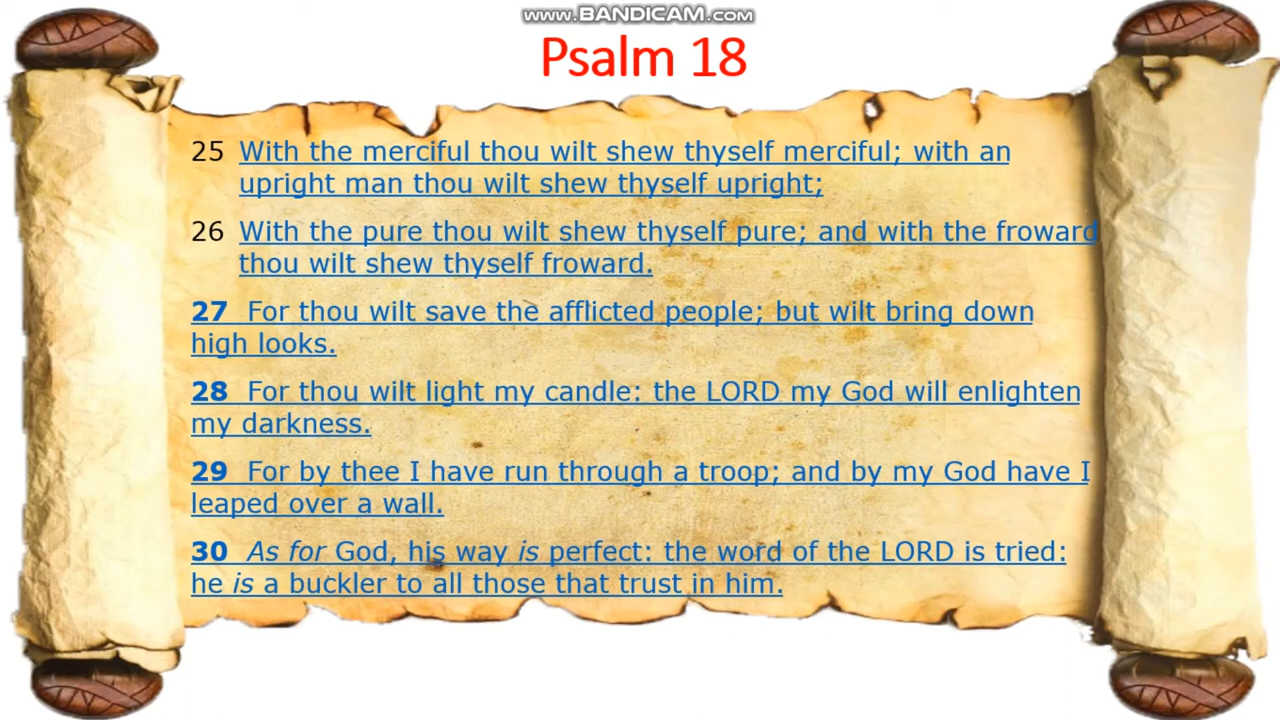 www.BANDICAM.com
Psalm 18
25 With the merciful thou wilt shew thyself merciful; with an
upright man thou wilt shew thyself upright;
26 With the pure thou wilt shew thyself pure; and with the froward
thou wilt shew thyself froward.
27 For thou wilt save the afflicted people; but wilt bring down
high looks.
28 For thou wilt light my candle: the LORD my God will enlighten
my darkness.
29 For by thee I have run through a troop; and by my God have I
leaped over a wall.
30 As for God, his way is perfect: the word of the LORD is tried:
he is a buckler to all those that trust in him.